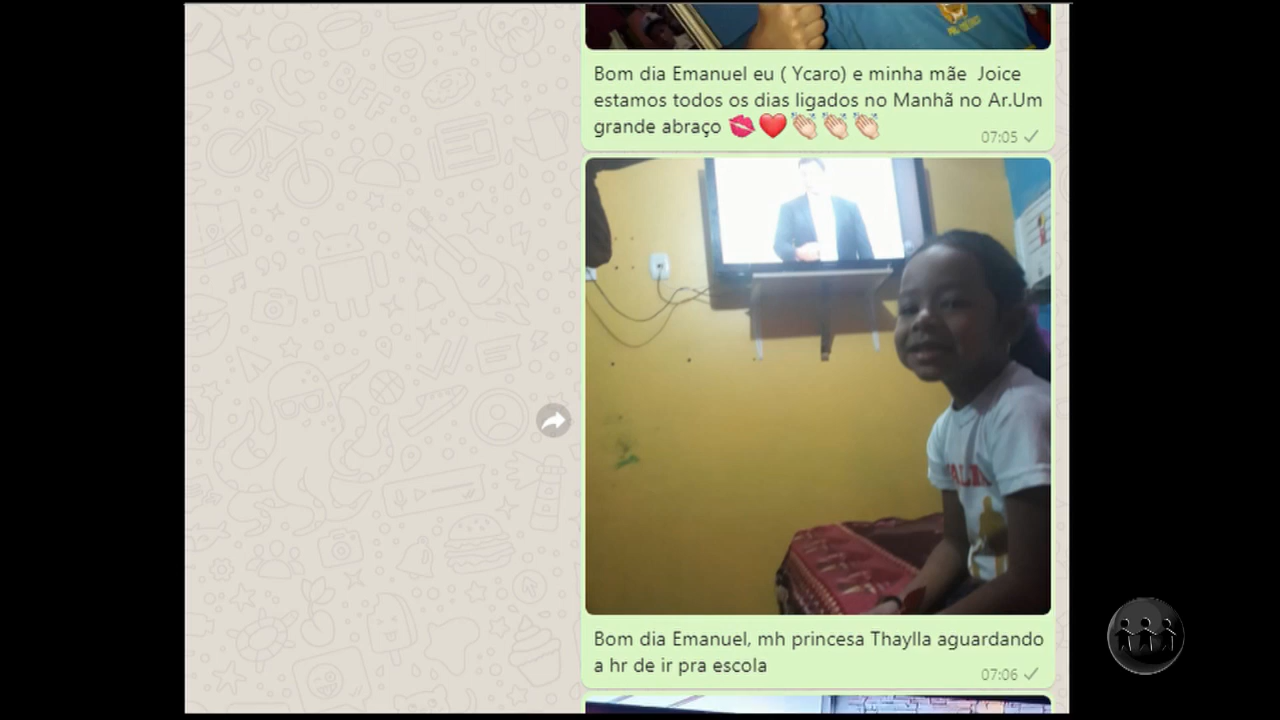 Bom dia Emanuel eu ( Ycaro) e minha mãe Joice
estamos todos os dias ligados no Manhã no Ar.Um
grande abraço 💋❤️👏🏻👏🏻👏🏻
07:05
Bom dia Emanuel, mh princesa Thaylla aguardando
a hr de ir pra escola
07:06